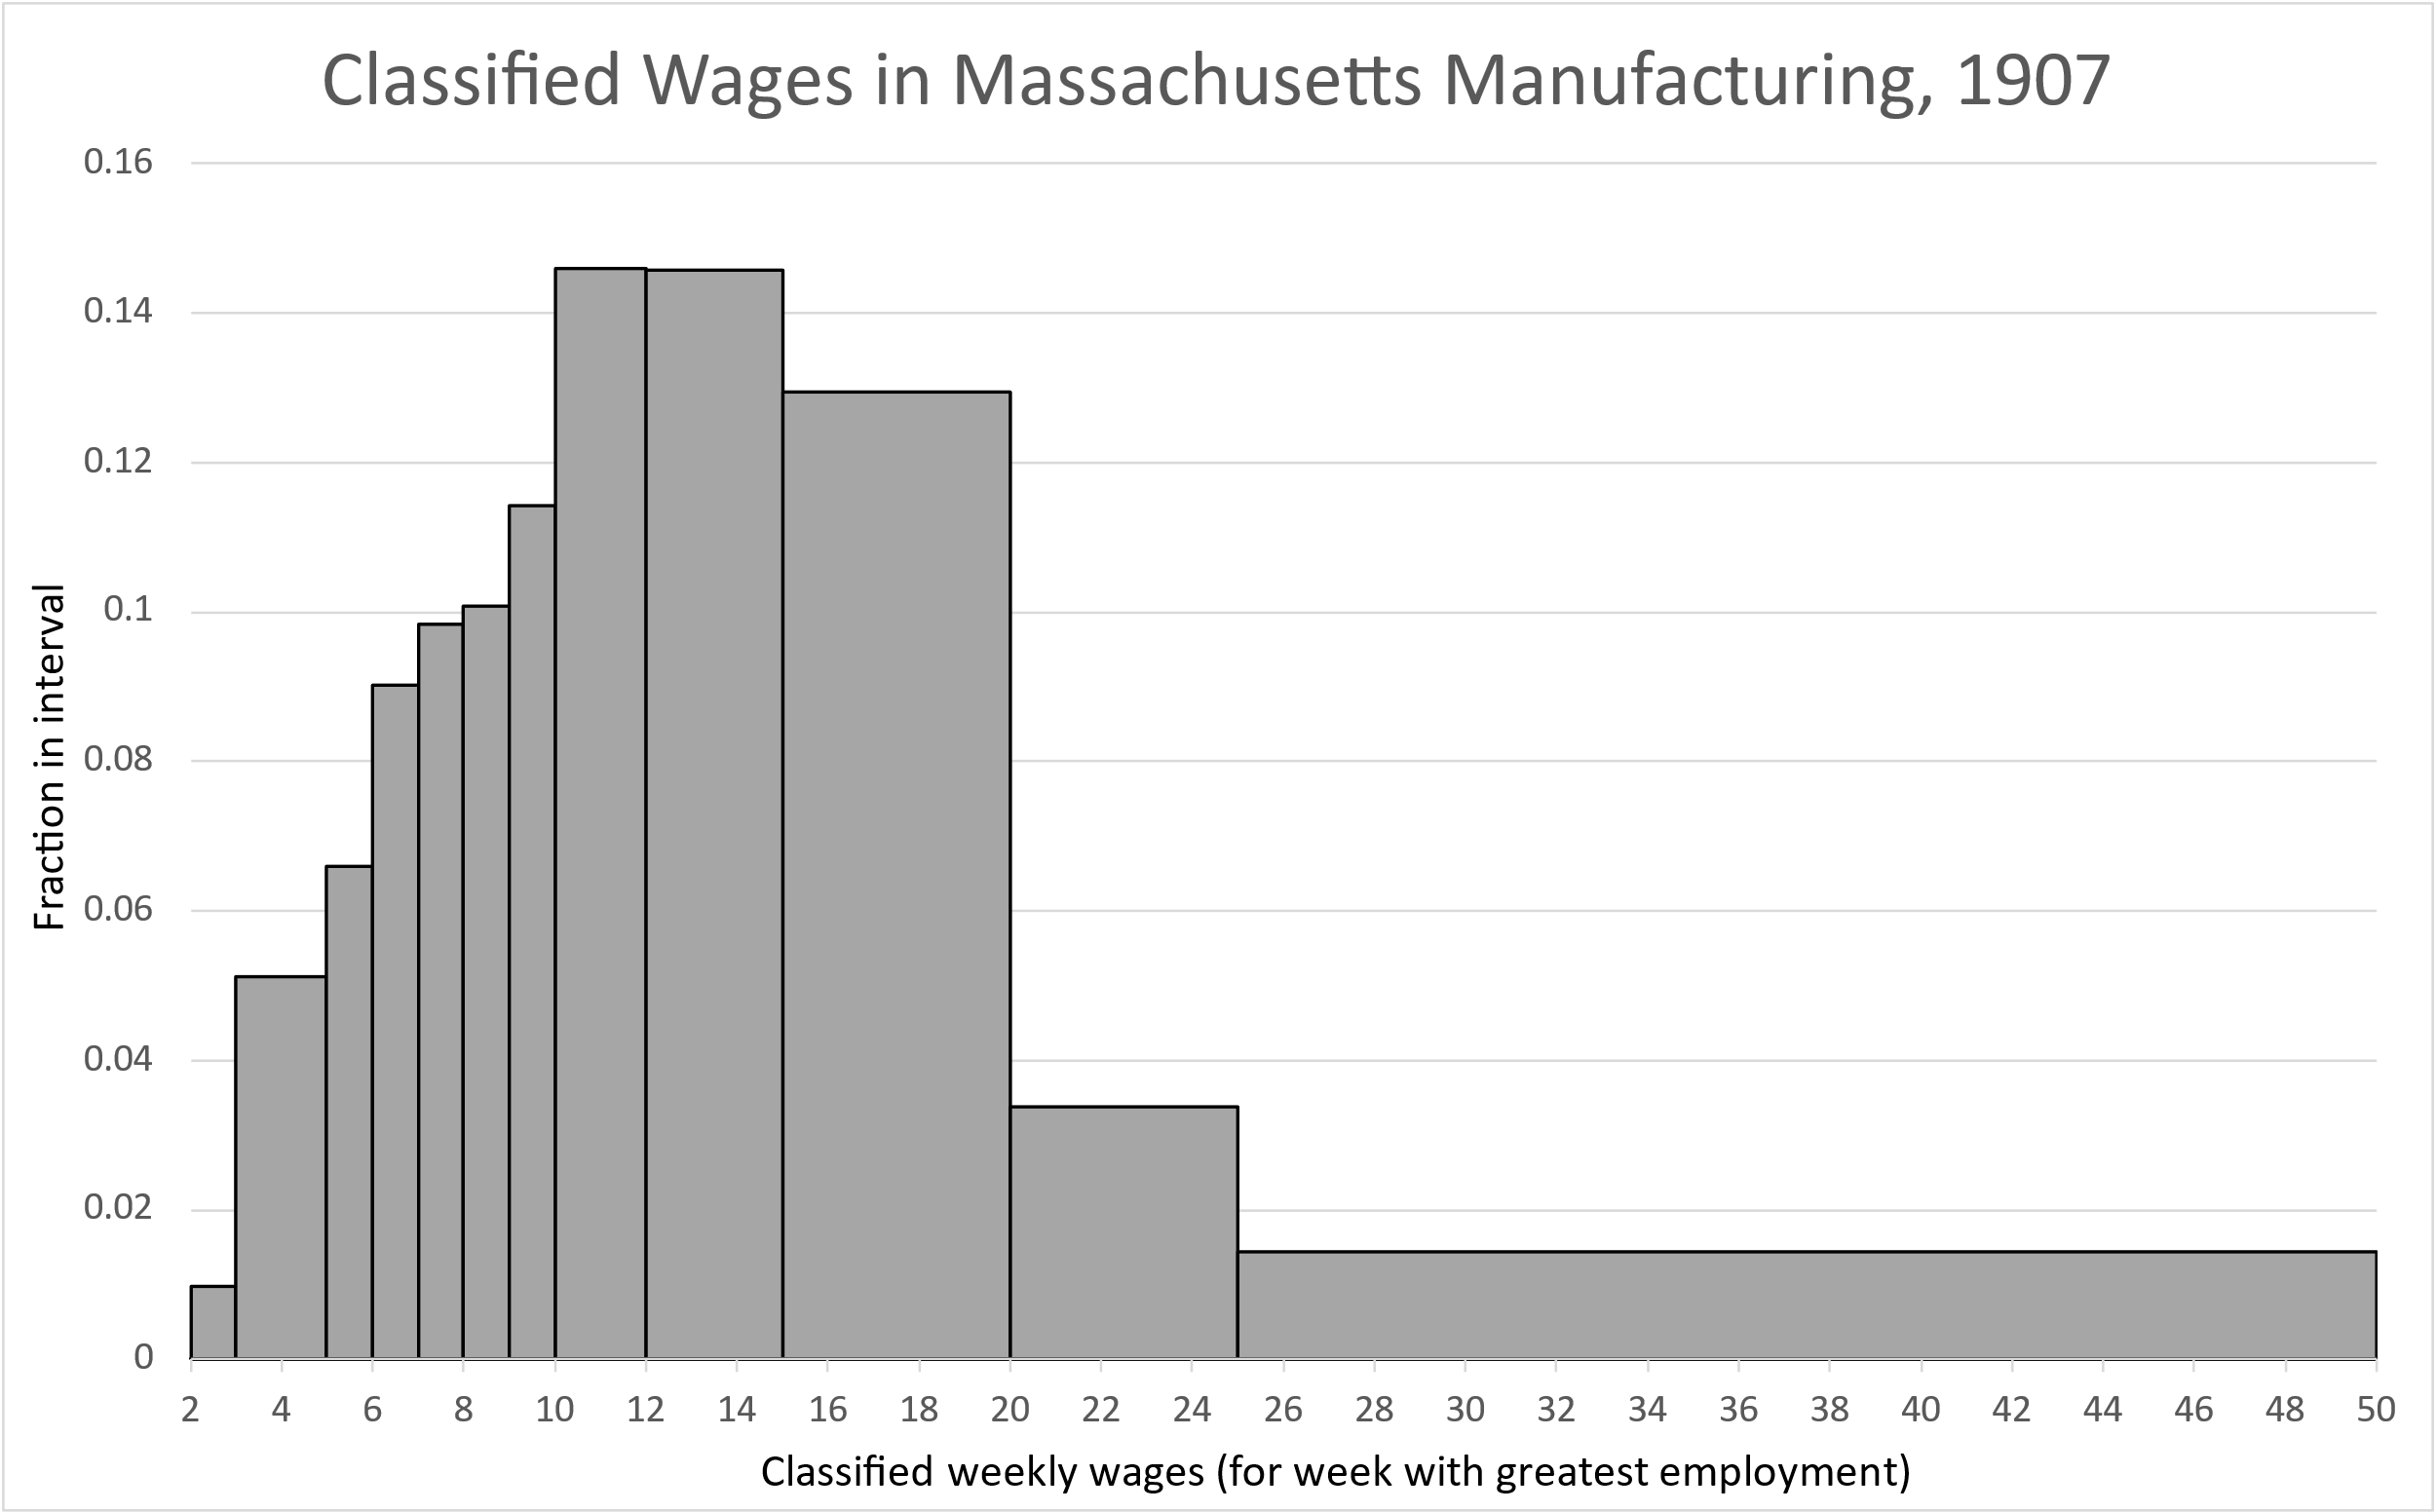 Classified Wages in Massachusetts Manufacturing, 1907
0.16
0.14
0.12
0.1
0.08
0.06
0.04
0.02
0
Fraction in interval
2 4 6 8 10 12 14 16 18 20 22 24 26 28 30 32 34 36 38 40 42 44 46 48 50
Classified weekly wages (for week with greatest employment)